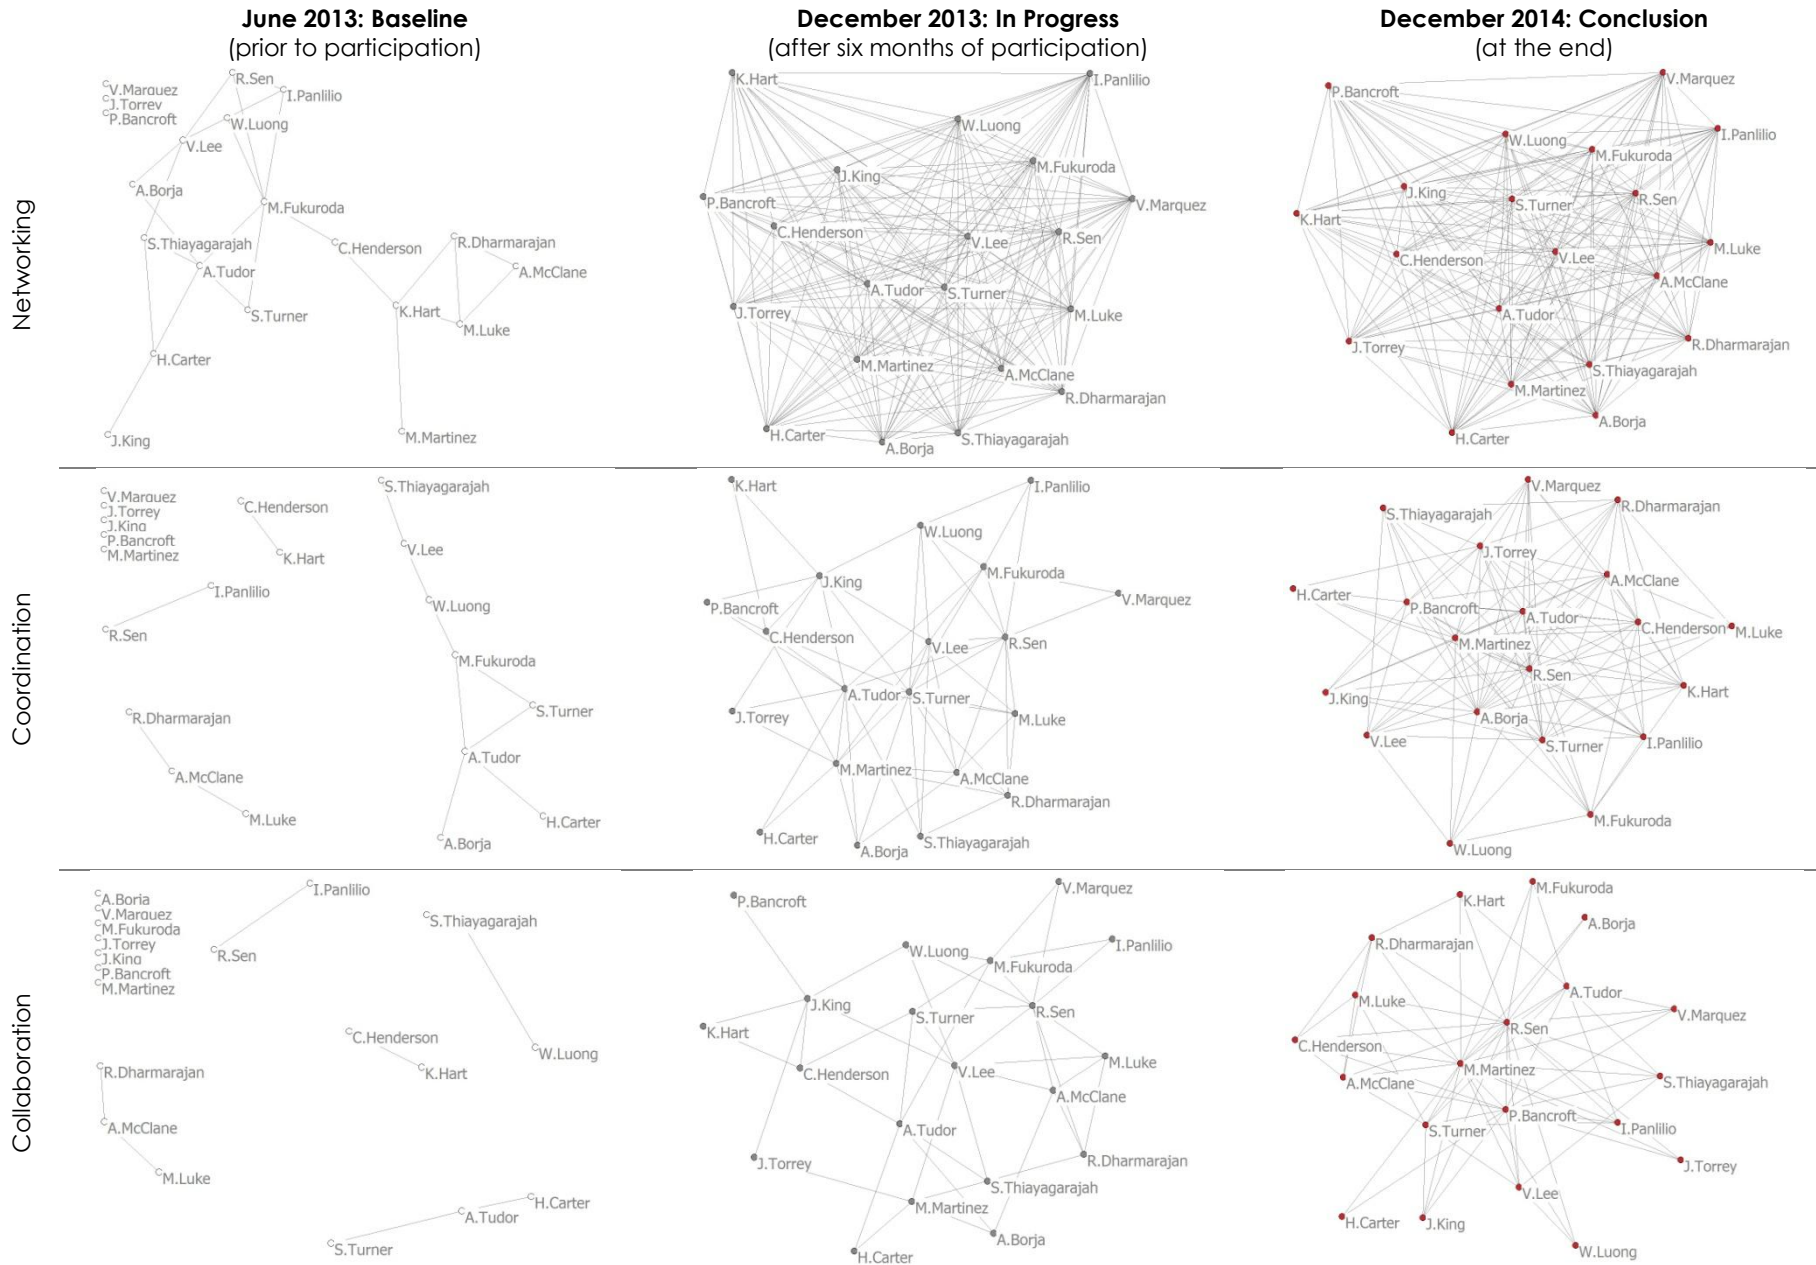 June 2013: Baseline
(prior to participation)
December 2013: In Progress
(after six months of participation)
December 2014: Conclusion
(at the end)
Networking
V.Marquez
J.Torrey
P.Bancroft
R.Sen
I.Panlilio
W.Luong
V.Lee
A.Borja
M.Fukuroda
S.Thiayagarajah
C.Henderson
R.Dharmarajan
A.Tudor
A.McClane
K.Hart
S.Turner
M.Luke
H.Carter
J.King
M.Martinez
K.Hart
I.Panlilio
W.Luong
M.Fukuroda
J.King
P.Bancroft
V.Marquez
C.Henderson
V.Lee
R.Sen
A.Tudor
S.Turner
J.Torrey
M.Luke
M.Martinez
A.McClane
R.Dharmarajan
H.Carter
A.Borja
S.Thiayagarajah
V.Marquez
P.Bancroft
I.Panlilio
W.Luong
M.Fukuroda
J.King
S.Turner
R.Sen
K.Hart
M.Luke
C.Henderson
V.Lee
A.McClane
A.Tudor
J.Torrey
R.Dharmarajan
S.Thiayagarajah
M.Martinez
A.Borja
H.Carter
Coordination
V.Marquez
J.Torrey
J.King
P.Bancroft
M.Martinez
C.Henderson
K.Hart
S.Thiayagarajah
V.Lee
I.Panlilio
W.Luong
R.Sen
M.Fukuroda
S.Turner
R.Dharmarajan
A.Tudor
A.McClane
M.Luke
H.Carter
A.Borja
K.Hart
I.Panlilio
W.Luong
M.Fukuroda
J.King
V.Marquez
P.Bancroft
C.Henderson
V.Lee
R.Sen
A.Tudor
S.Turner
J.Torrey
M.Luke
M.Martinez
A.McClane
R.Dharmarajan
H.Carter
A.Borja
S.Thiayagarajah
V.Marquez
S.Thiayagarajah
R.Dharmarajan
J.Torrey
A.McClane
H.Carter
P.Bancroft
A.Tudor
C.Henderson
M.Luke
M.Martinez
R.Sen
K.Hart
J.King
A.Borja
V.Lee
S.Turner
I.Panlilio
M.Fukuroda
W.Luong
Collaboration
A.Borja
V.Marquez
M.Fukuroda
J.Torrey
J.King
P.Bancroft
M.Martinez
I.Panlilio
R.Sen
S.Thiayagarajah
C.Henderson
W.Luong
K.Hart
R.Dharmarajan
A.McClane
M.Luke
H.Carter
A.Tudor
S.Turner
V.Marquez
P.Bancroft
I.Panlilio
W.Luong
M.Fukuroda
J.King
S.Turner
R.Sen
K.Hart
M.Luke
C.Henderson
V.Lee
A.McClane
A.Tudor
J.Torrey
R.Dharmarajan
S.Thiayagarajah
M.Martinez
A.Borja
H.Carter
M.Fukuroda
K.Hart
A.Borja
R.Dharmarajan
A.Tudor
M.Luke
V.Marquez
R.Sen
C.Henderson
M.Martinez
A.McClane
S.Thiayagarajah
P.Bancroft
S.Turner
I.Panlilio
J.Torrey
V.Lee
H.Carter
J.King
W.Luong